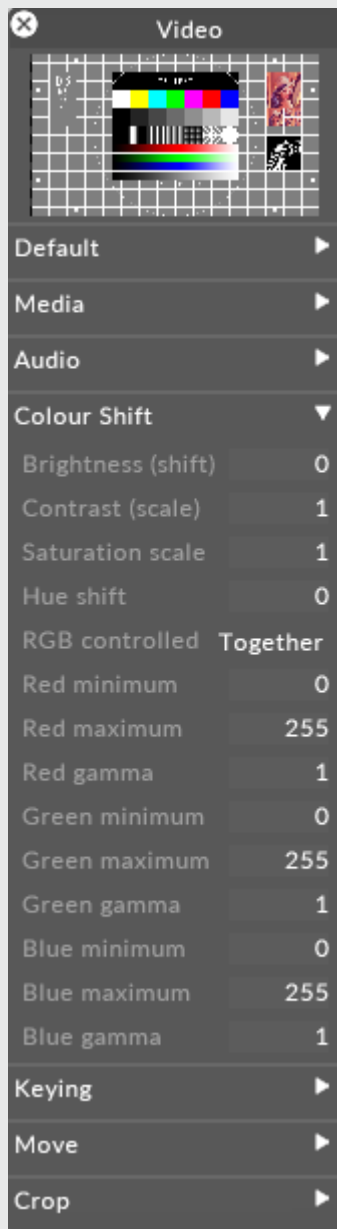 Video
Default
Media
Audio
Colour Shift
Brightness (shift) 0
Contrast (scale) 1
Saturation scale 1
Hue shift 0
RGB controlled Together
Red minimum 0
Red maximum 255
Red gamma 1
Green minimum 0
Green maximum 255
Green gamma 1
Blue minimum 0
Blue maximum 255
Blue gamma 1
Keying
Move
Crop